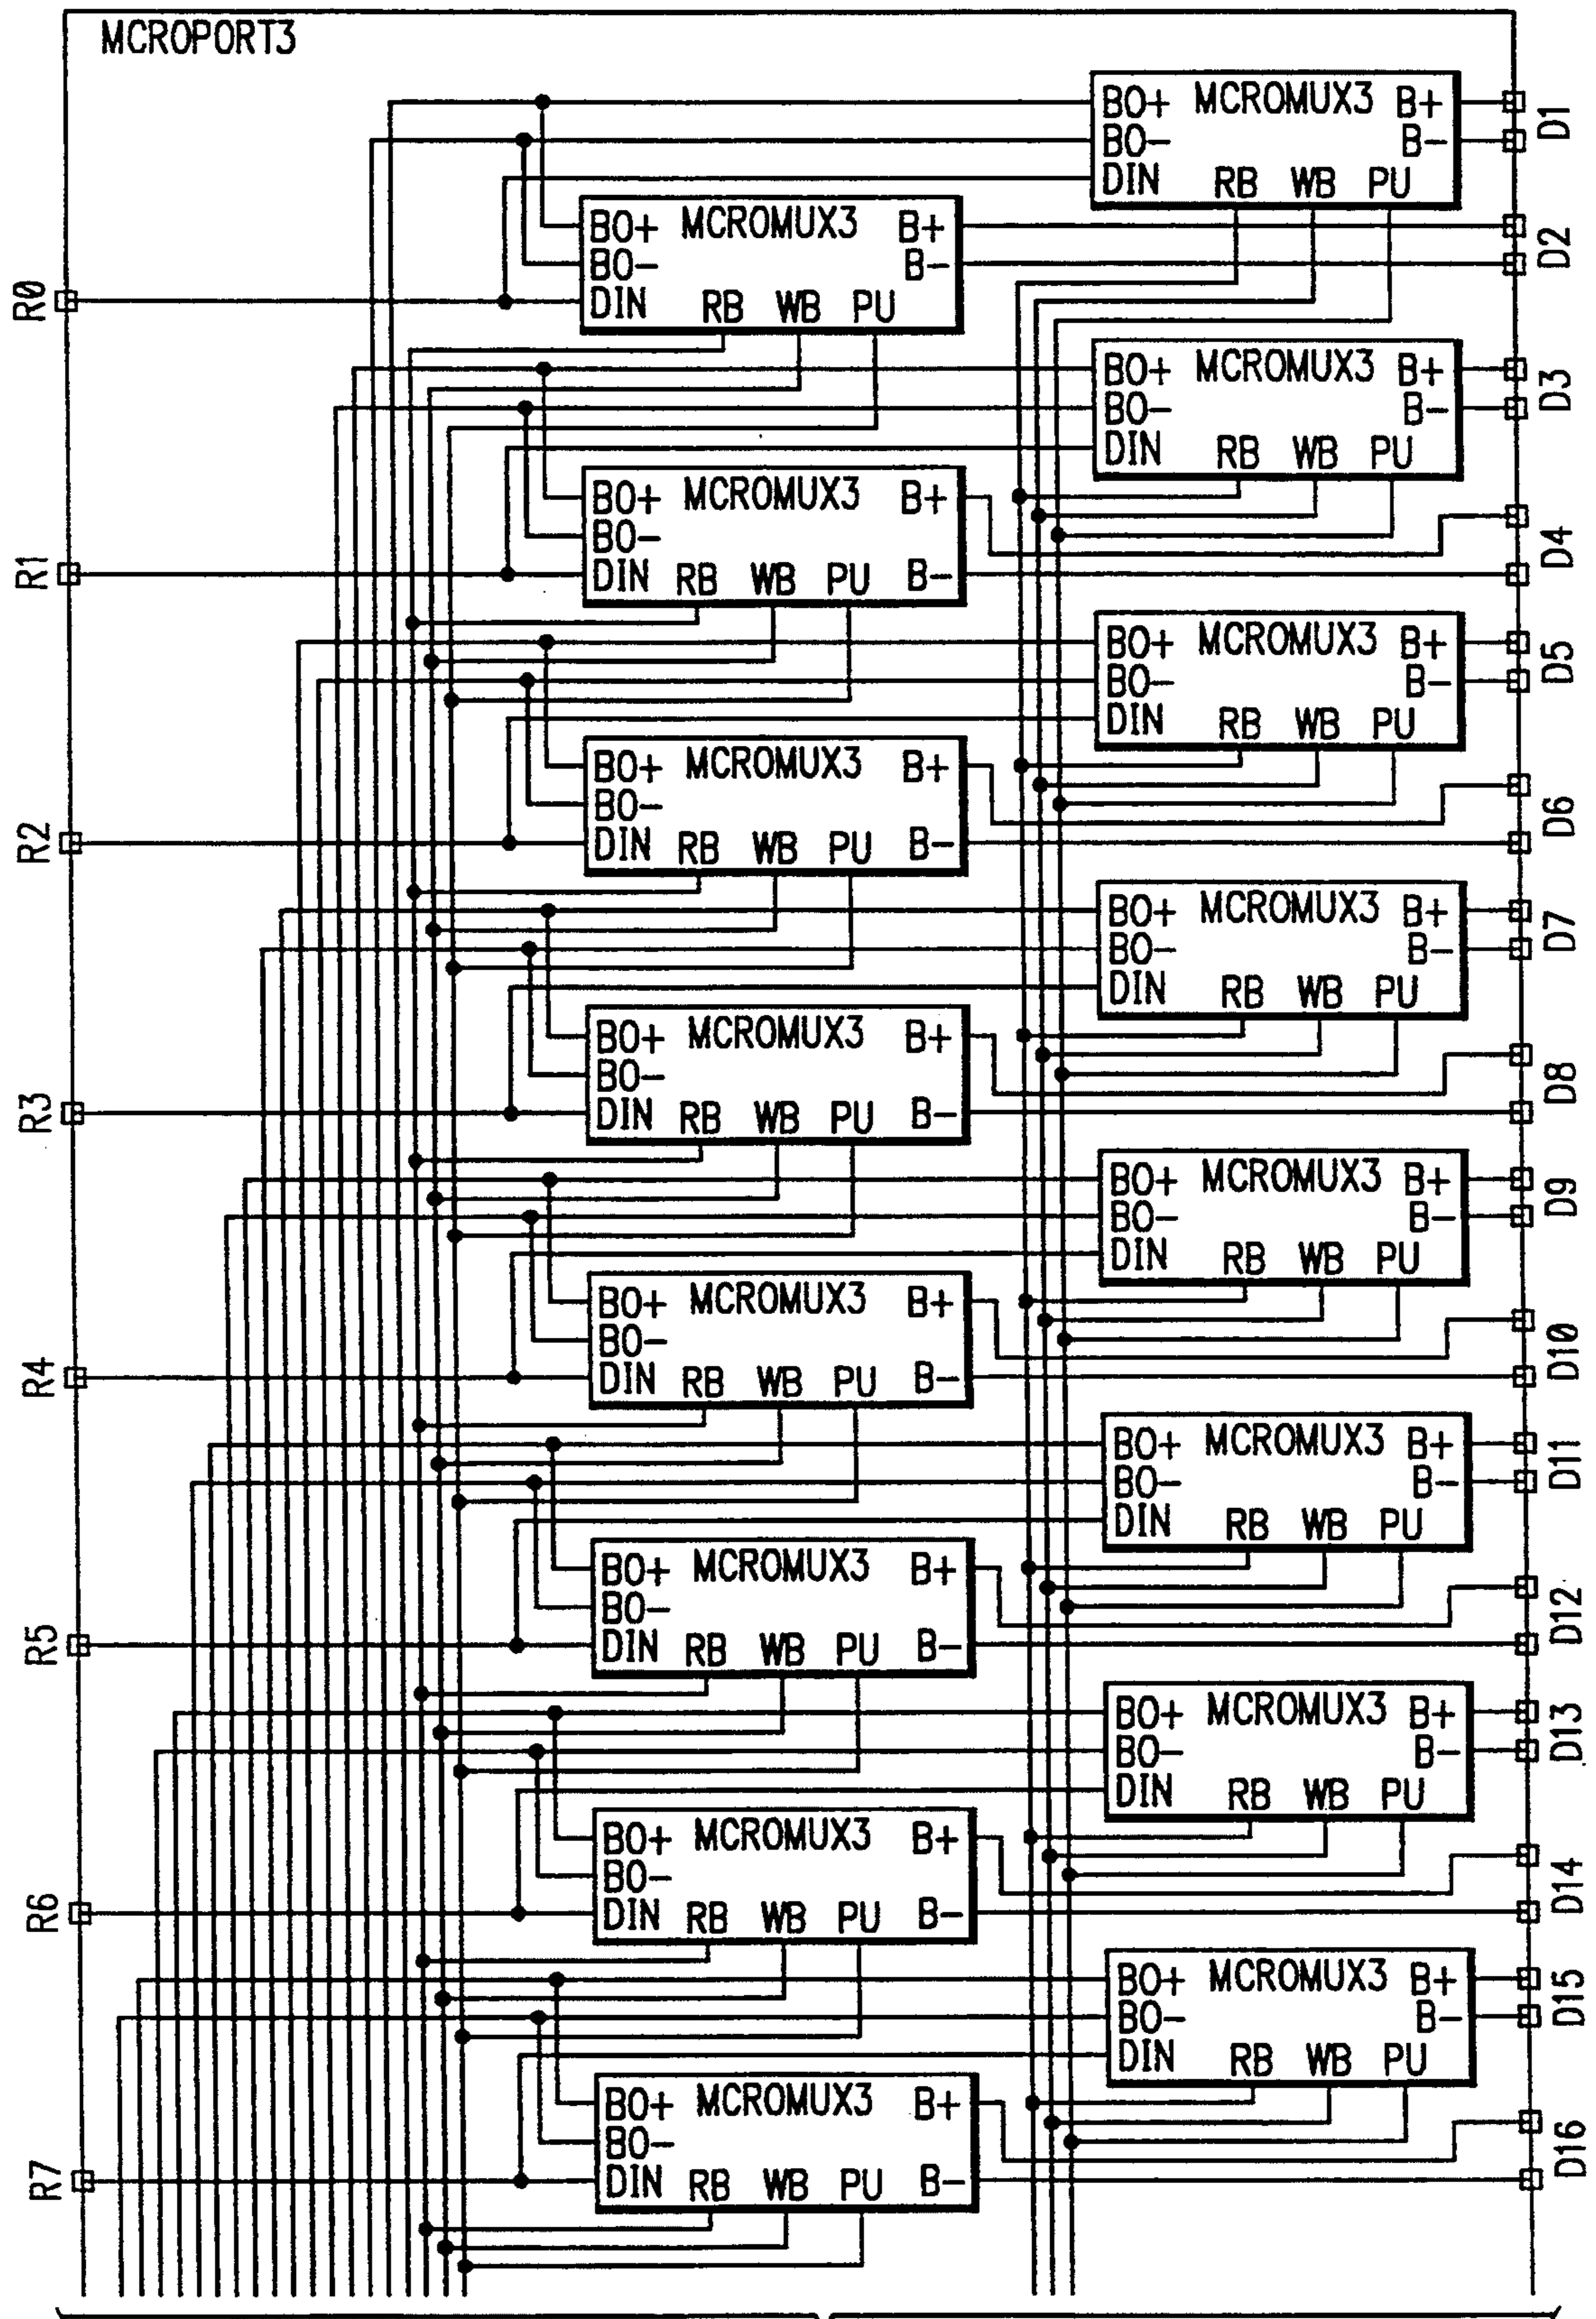 MCROPORT3
BO+ MCROMUX3 B+
BO- B-
DIN RB WB PU
D1
BO+ MCROMUX3 B+
BO- B-
DIN RB WB PU
D2
R0
BO+ MCROMUX3 B+
BO- B-
DIN RB WB PU
D3
BO+ MCROMUX3 B+
BO-
DIN RB WB PU B-
D4
R1
BO+ MCROMUX3 B+
BO- B-
DIN RB WB PU
D5
BO+ MCROMUX3 B+
BO-
DIN RB WB PU B-
D6
R2
BO+ MCROMUX3 B+
BO- B-
DIN RB WB PU
D7
BO+ MCROMUX3 B+
BO-
DIN RB WB PU B-
D8
R3
BO+ MCROMUX3 B+
BO- B-
DIN RB WB PU
D9
BO+ MCROMUX3 B+
BO-
DIN RB WB PU B-
D10
R4
BO+ MCROMUX3 B+
BO- B-
DIN RB WB PU
D11
BO+ MCROMUX3 B+
BO-
DIN RB WB PU B-
D12
R5
BO+ MCROMUX3 B+
BO- B-
DIN RB WB PU
D13
BO+ MCROMUX3 B+
BO-
DIN RB WB PU B-
D14
R6
BO+ MCROMUX3 B+
BO- B-
DIN RB WB PU
D15
BO+ MCROMUX3 B+
BO-
DIN RB WB PU B-
D16
R7